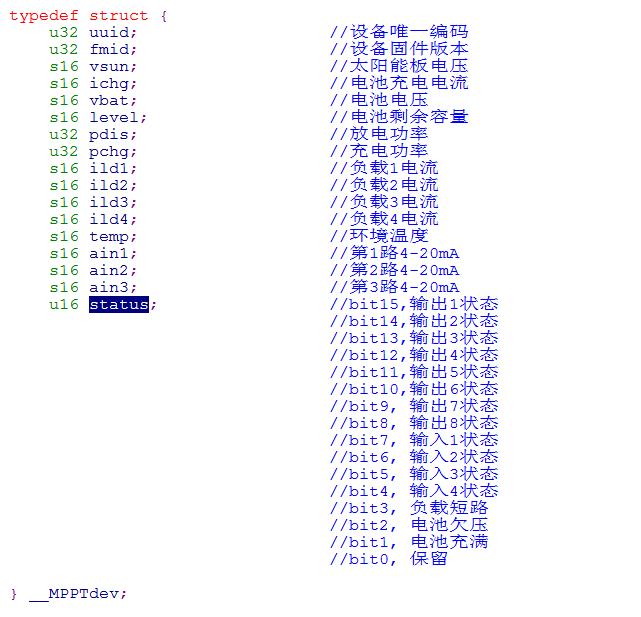 typedef struct {
u32 uuid; //设备唯一编码
u32 fmid; //设备固件版本
s16 vsun; //太阳能板电压
s16 ichg; //电池充电电流
s16 vbat; //电池电压
s16 level; //电池剩余容量
u32 pdis; //放电功率
u32 pchg; //充电功率
s16 ild1; //负载1电流
s16 ild2; //负载2电流
s16 ild3; //负载3电流
s16 ild4; //负载4电流
s16 temp; //环境温度
s16 ain1; //第1路4-20mA
s16 ain2; //第2路4-20mA
s16 ain3; //第3路4-20mA
u16 status; //bit15,输出1状态
//bit14,输出2状态
//bit13,输出3状态
//bit12,输出4状态
//bit11,输出5状态
//bit10,输出6状态
//bit9, 输出7状态
//bit8, 输出8状态
//bit7, 输入1状态
//bit6, 输入2状态
//bit5, 输入3状态
//bit4, 输入4状态
//bit3, 负载短路
//bit2, 电池欠压
//bit1, 电池充满
//bit0, 保留
} __MPPTdev;